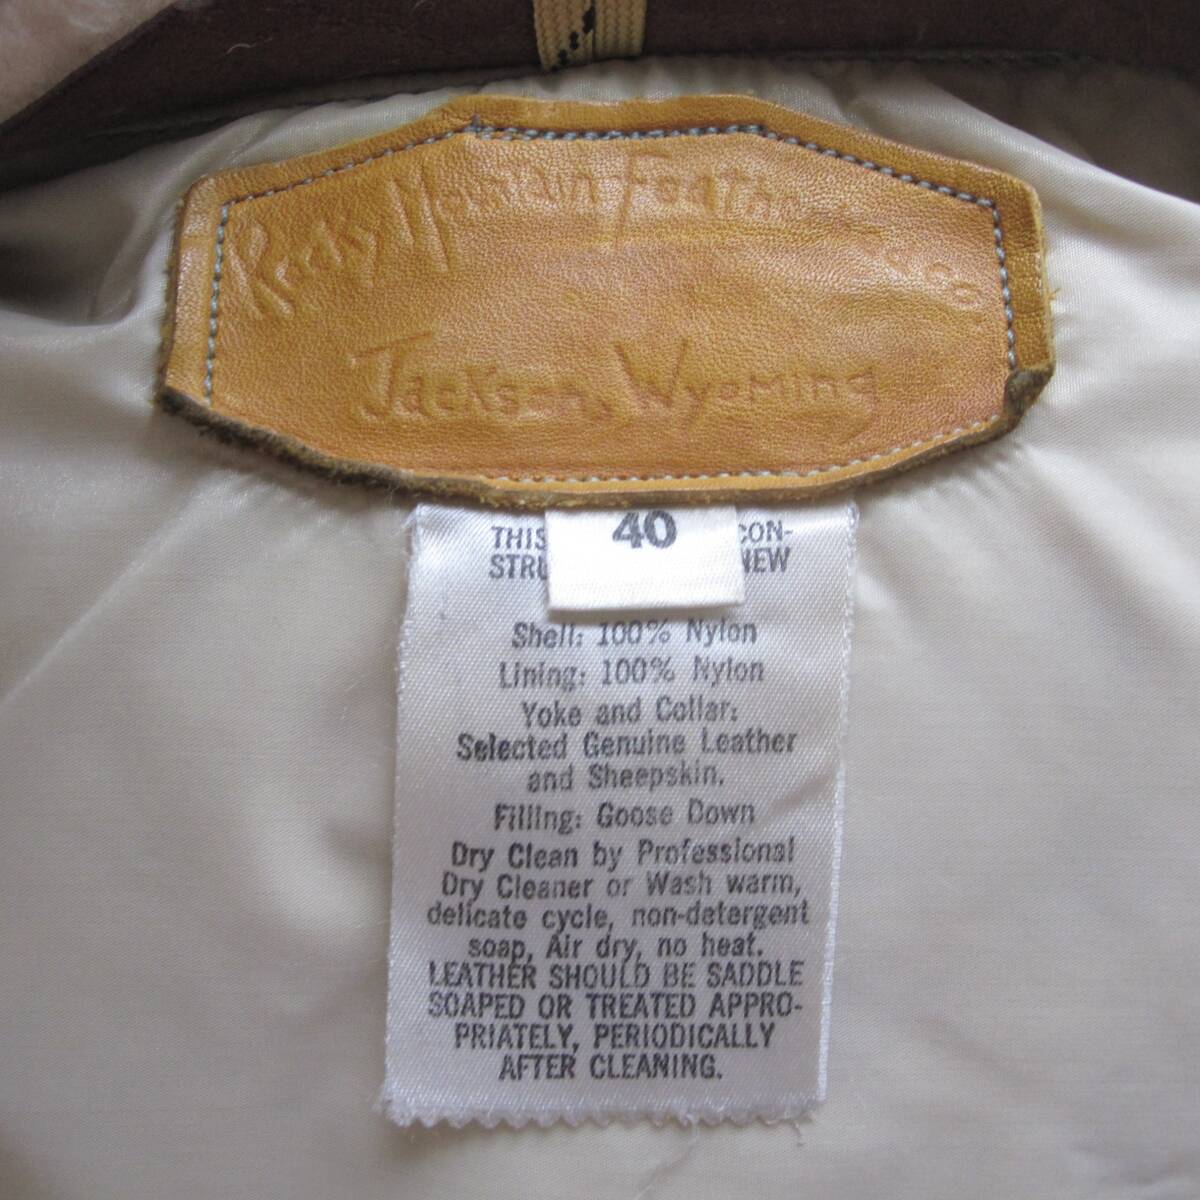 Rocky Mountain Feather
& Co.
Jackson, Wyoming
40
THIS CON-
STRU NEW
Shell: 100% Nylon
Lining: 100% Nylon
Yoke and Collar:
Selected Genuine Leather
and Sheepskin.
Filling: Goose Down
Dry Clean by Professional
Dry Cleaner or Wash warm,
delicate cycle, non-detergent
soap, Air dry, no heat.
LEATHER SHOULD BE SADDLE
SOAPED OR TREATED APPRO-
PRIATELY, PERIODICALLY
AFTER CLEANING.